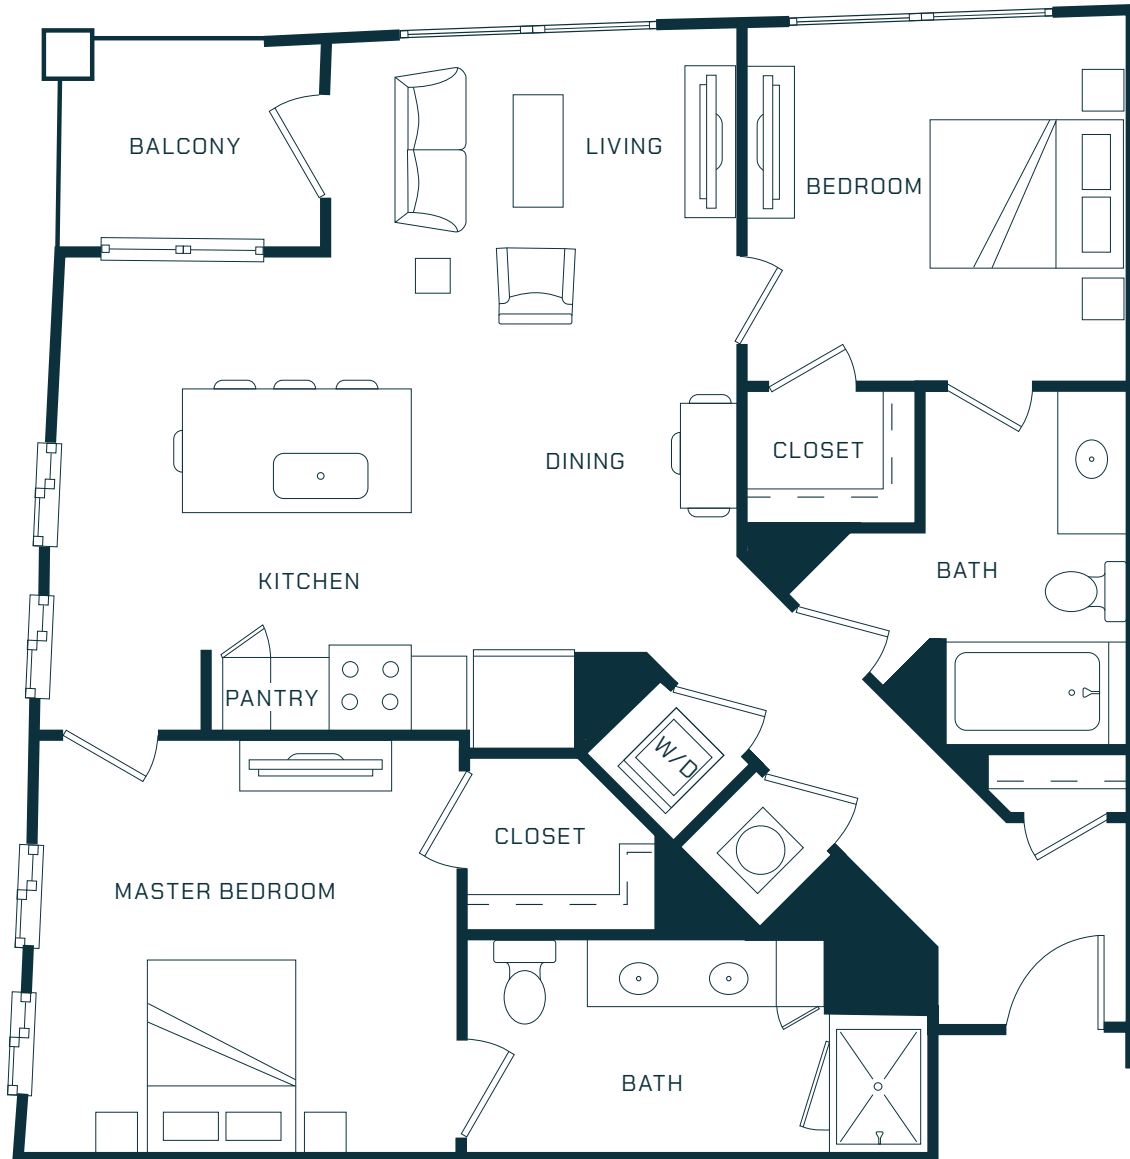 BALCONY
LIVING
BEDROOM
CLOSET
DINING
BATH
KITCHEN
PANTRY
W/D
CLOSET
MASTER BEDROOM
BATH